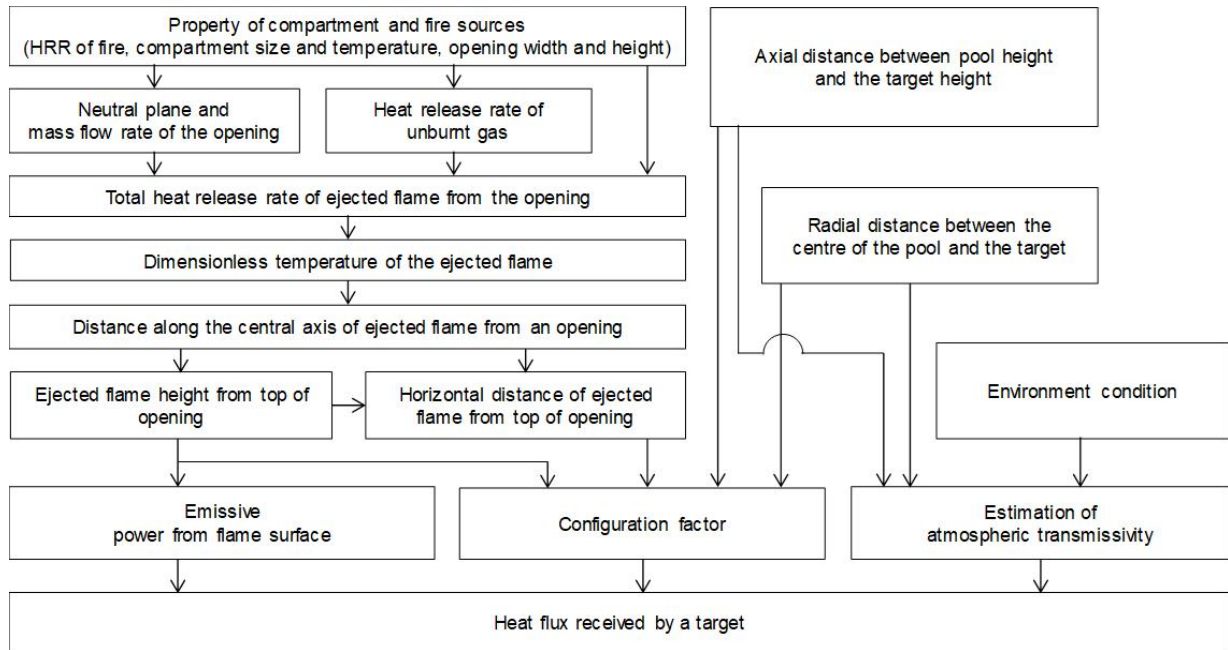 Property of compartment and fire sources
(HRR of fire, compartment size and temperature, opening width and height)
Axial distance between pool height
and the target height
Neutral plane and
mass flow rate of the opening
Heat release rate of
unburnt gas
Total heat release rate of ejected flame from the opening
Radial distance between the
centre of the pool and the target
Dimensionless temperature of the ejected flame
Distance along the central axis of ejected flame from an opening
Ejected flame height from top of
opening
Horizontal distance of ejected
flame from top of opening
Environment condition
Emissive
power from flame surface
Configuration factor
Estimation of
atmospheric transmissivity
Heat flux received by a target